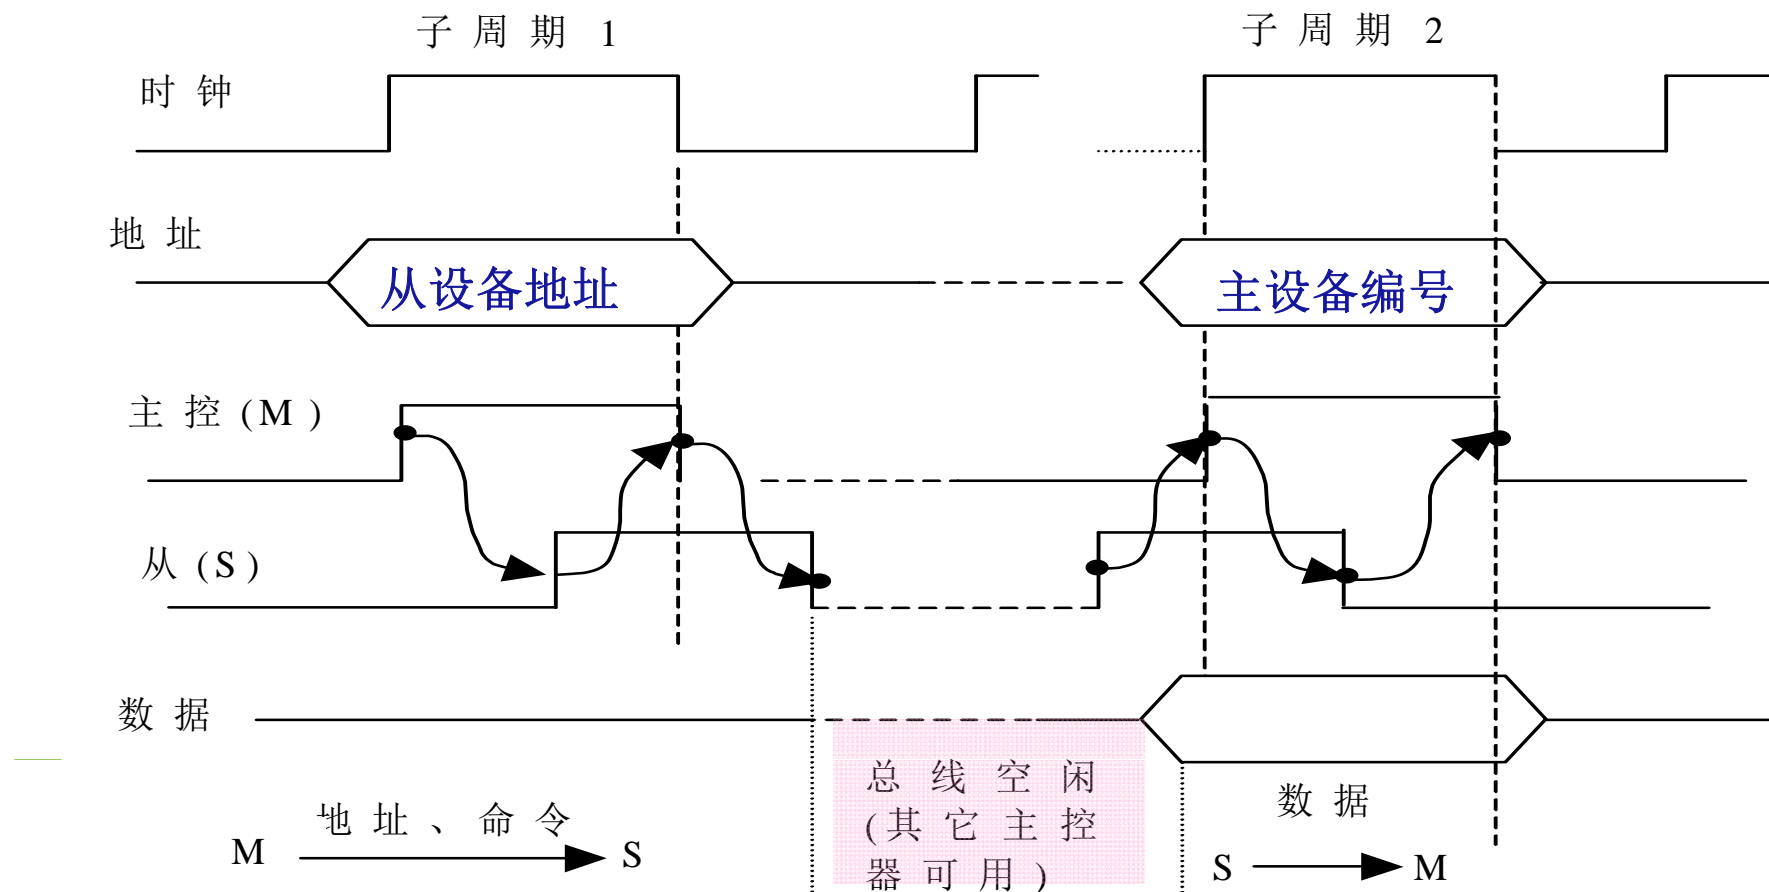 子周期 1
子周期 2
时钟
地址
从设备地址
主设备编号
主控(M)
从(S)
数据
总线空闲
(其它主控
器可用)
数据
地址、命令
M
S
S
M